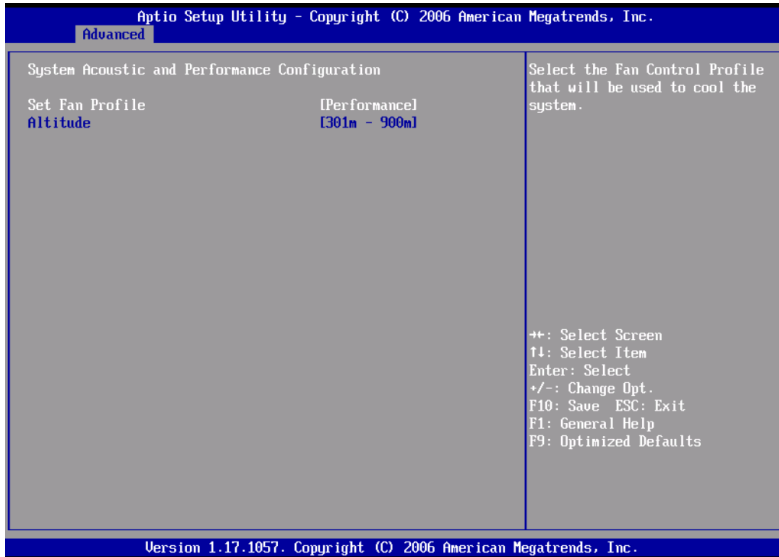 Aptio Setup Utility - Copyright (C) 2006 American Megatrends, Inc.
Advanced
System Acoustic and Performance Configuration
Set Fan Profile [Performance]
Altitude [301m - 900m]
Select the Fan Control Profile
that will be used to cool the
system.
→←: Select Screen
↑↓: Select Item
Enter: Select
+/-: Change Opt.
F10: Save ESC: Exit
F1: General Help
F9: Optimized Defaults
Version 1.17.1057. Copyright (C) 2006 American Megatrends, Inc.